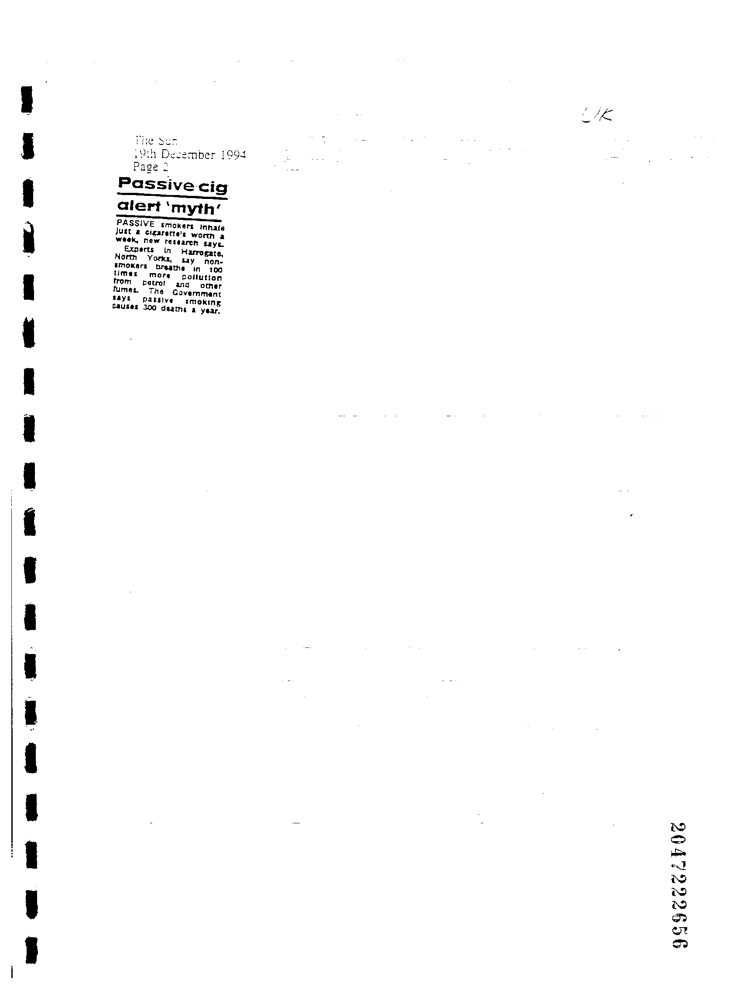 UK
The Sun
19th December 1994
Page 2
Passive cig
alert 'myth'
PASSIVE smokers inhale
just a cigarette's worth a
week, new research says.
Experts in Harrogate,
North Yorks, say non-
smokers breathe in 100
times more pollution
from petrol and other
fumes. The Government
says passive smoking
causes 300 deaths a year.
2047222656